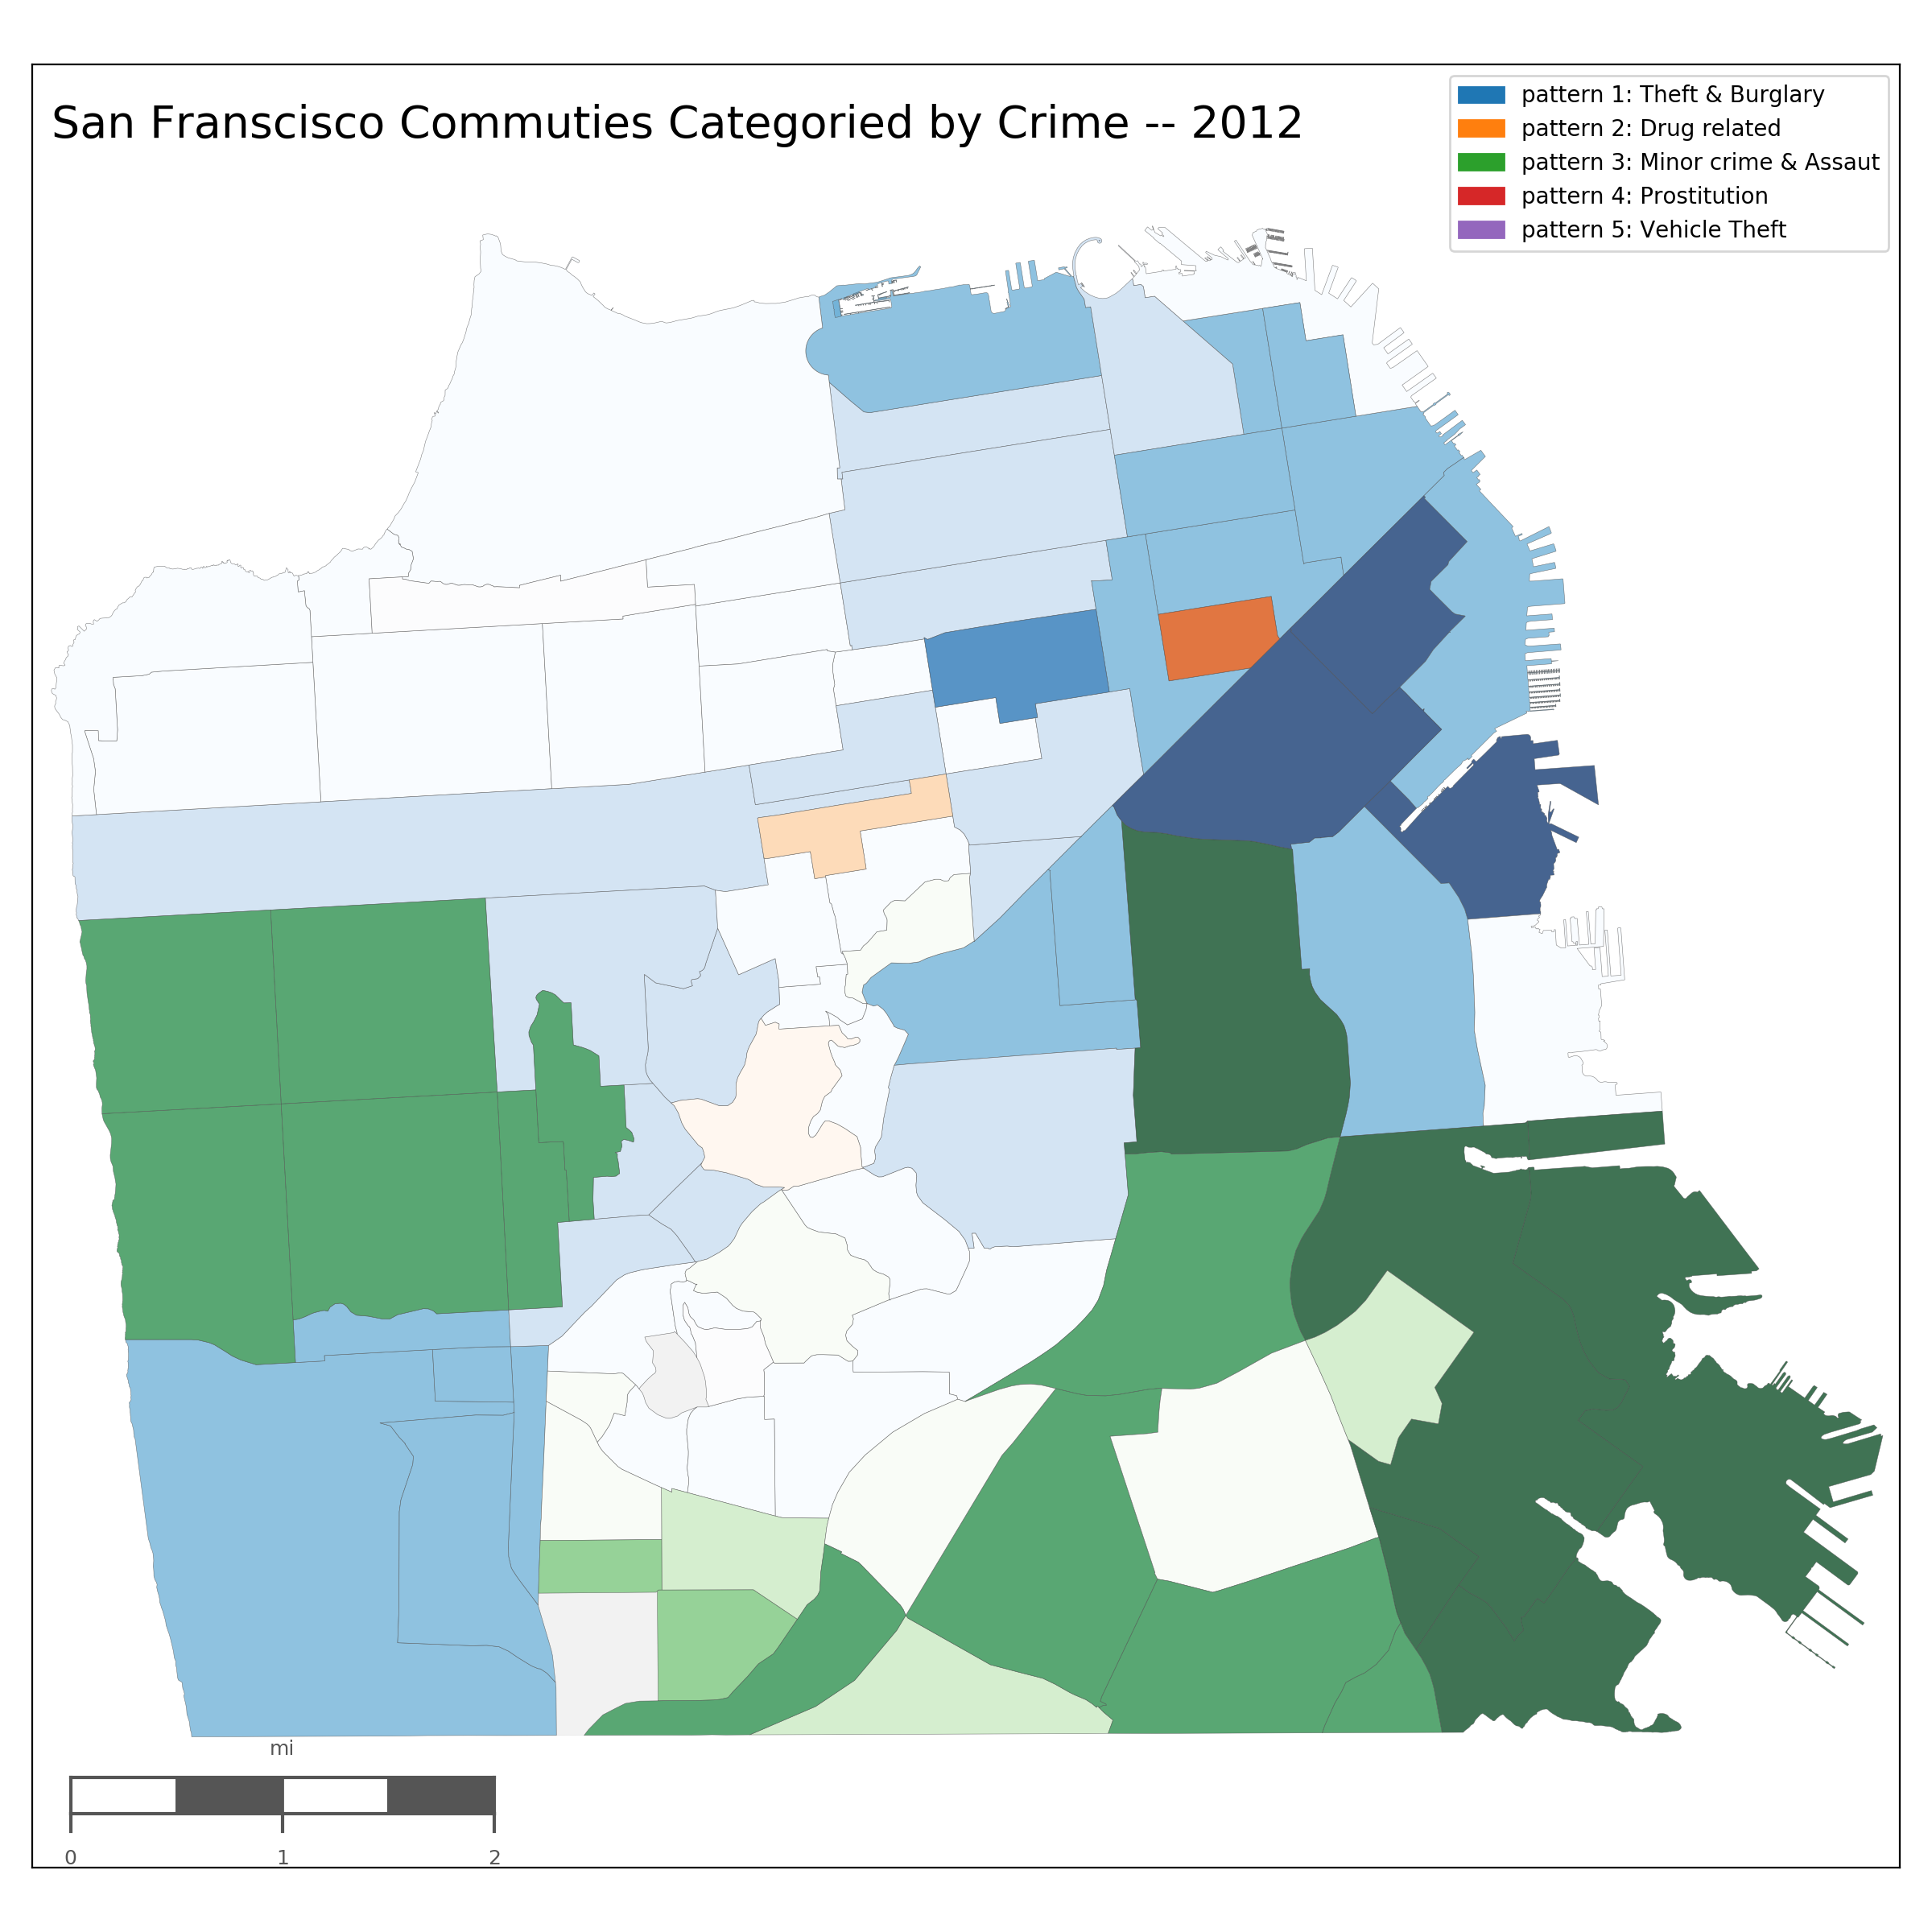 San Franscisco Commuties Categoried by Crime -- 2012
pattern 1: Theft & Burglary
pattern 2: Drug related
pattern 3: Minor crime & Assaut
pattern 4: Prostitution
pattern 5: Vehicle Theft
mi
0 1 2